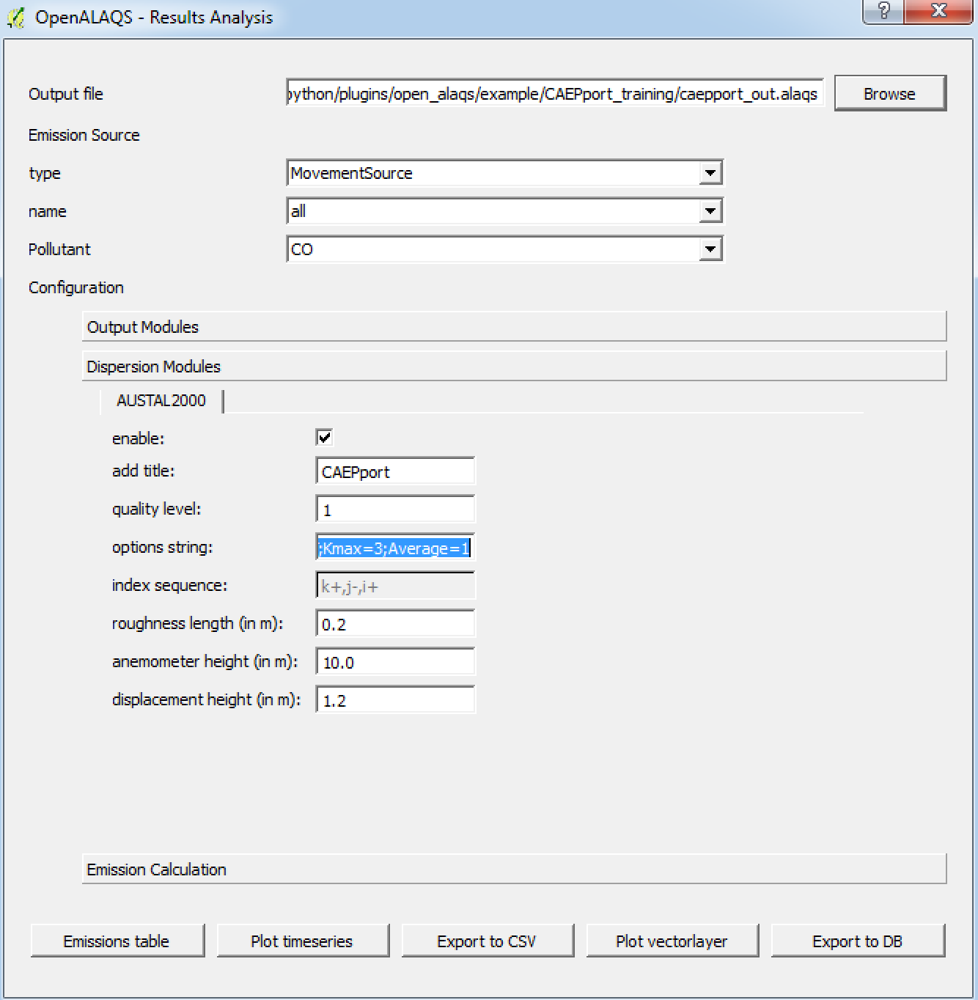 OpenALAQS - Results Analysis
?
Output file
python/plugins/open_alaqs/example/CAEPport_training/caepport_out.alaqs
Browse
Emission Source
type
MovementSource
name
all
Pollutant
CO
Configuration
Output Modules
Dispersion Modules
AUSTAL2000
enable:
add title:
CAEPport
quality level:
1
options string:
;Kmax=3;Average=1
index sequence:
k+,j-,i+
roughness length (in m):
0.2
anemometer height (in m):
10.0
displacement height (in m):
1.2
Emission Calculation
Emissions table
Plot timeseries
Export to CSV
Plot vectorlayer
Export to DB